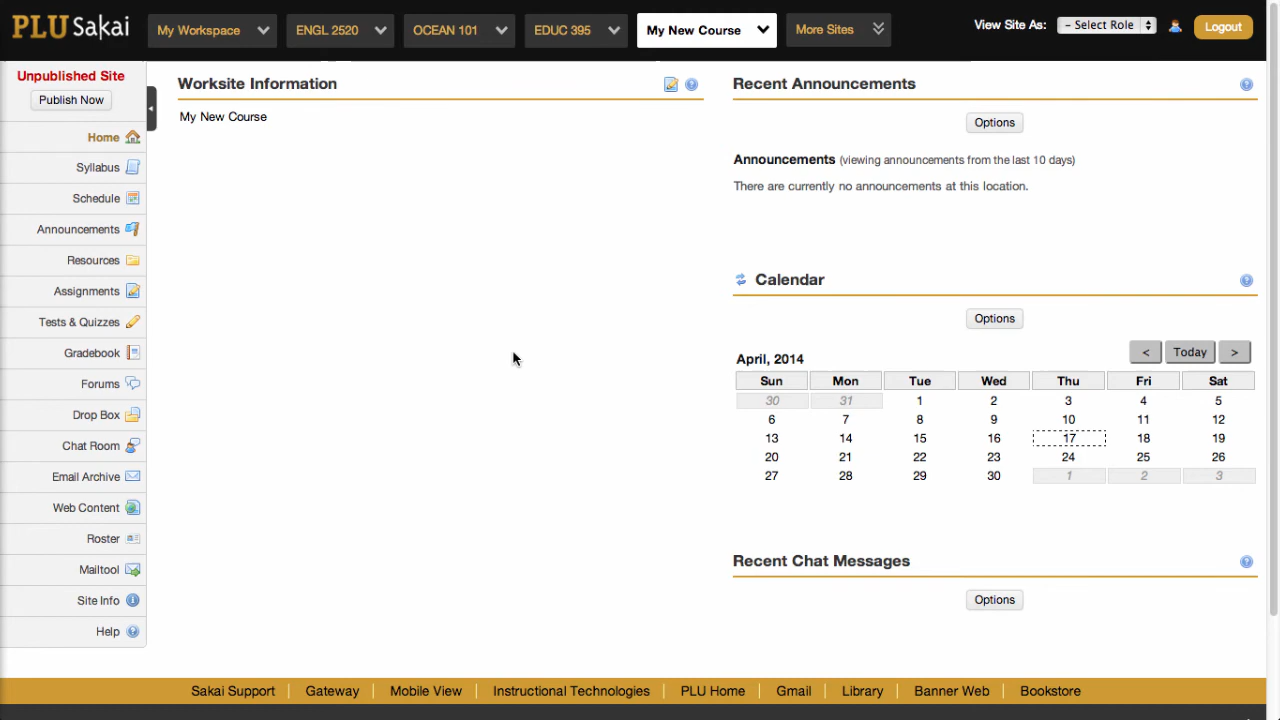 PLU Sakai
My Workspace
ENGL 2520
OCEAN 101
EDUC 395
My New Course
More Sites
View Site As:
– Select Role
Logout
Unpublished Site
Publish Now
Home
Syllabus
Schedule
Announcements
Resources
Assignments
Tests & Quizzes
Gradebook
Forums
Drop Box
Chat Room
Email Archive
Web Content
Roster
Mailtool
Site Info
Help
Worksite Information
My New Course
Recent Announcements
Options
Announcements (viewing announcements from the last 10 days)
There are currently no announcements at this location.
Calendar
Options
April, 2014
< Today >
Sun Mon Tue Wed Thu Fri Sat
30 31 1 2 3 4 5
6 7 8 9 10 11 12
13 14 15 16 17 18 19
20 21 22 23 24 25 26
27 28 29 30 1 2 3
Recent Chat Messages
Options
Sakai Support | Gateway | Mobile View | Instructional Technologies | PLU Home | Gmail | Library | Banner Web | Bookstore